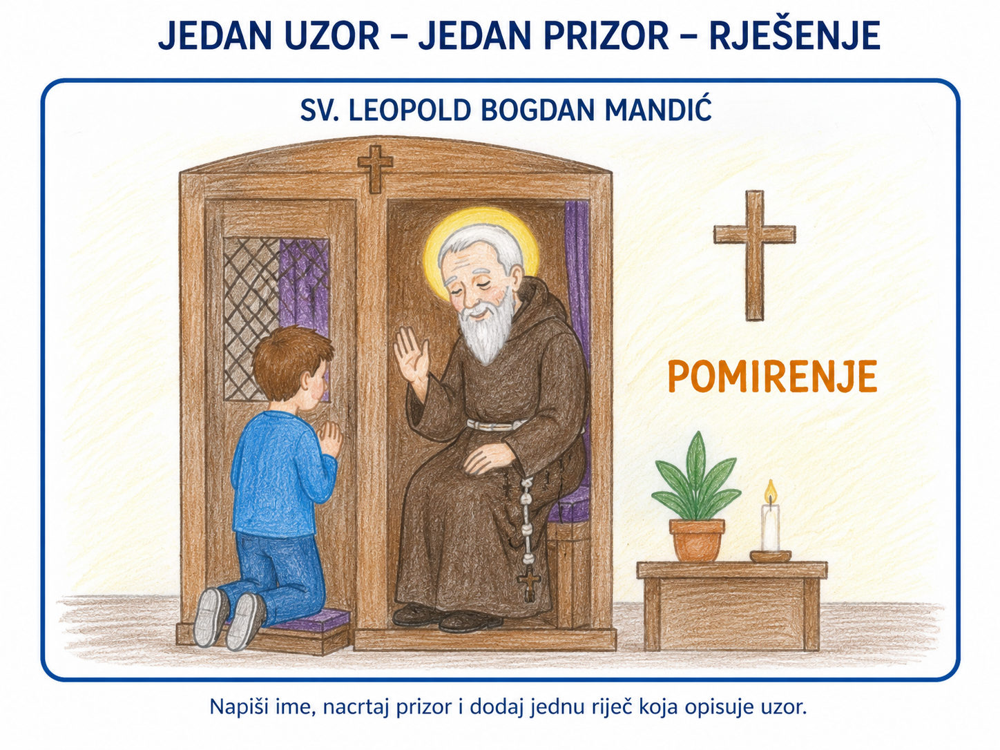 JEDAN UZOR – JEDAN PRIZOR – RJEŠENJE
SV. LEOPOLD BOGDAN MANDIĆ
POMIRENJE
Napiši ime, nacrtaj prizor i dodaj jednu riječ koja opisuje uzor.